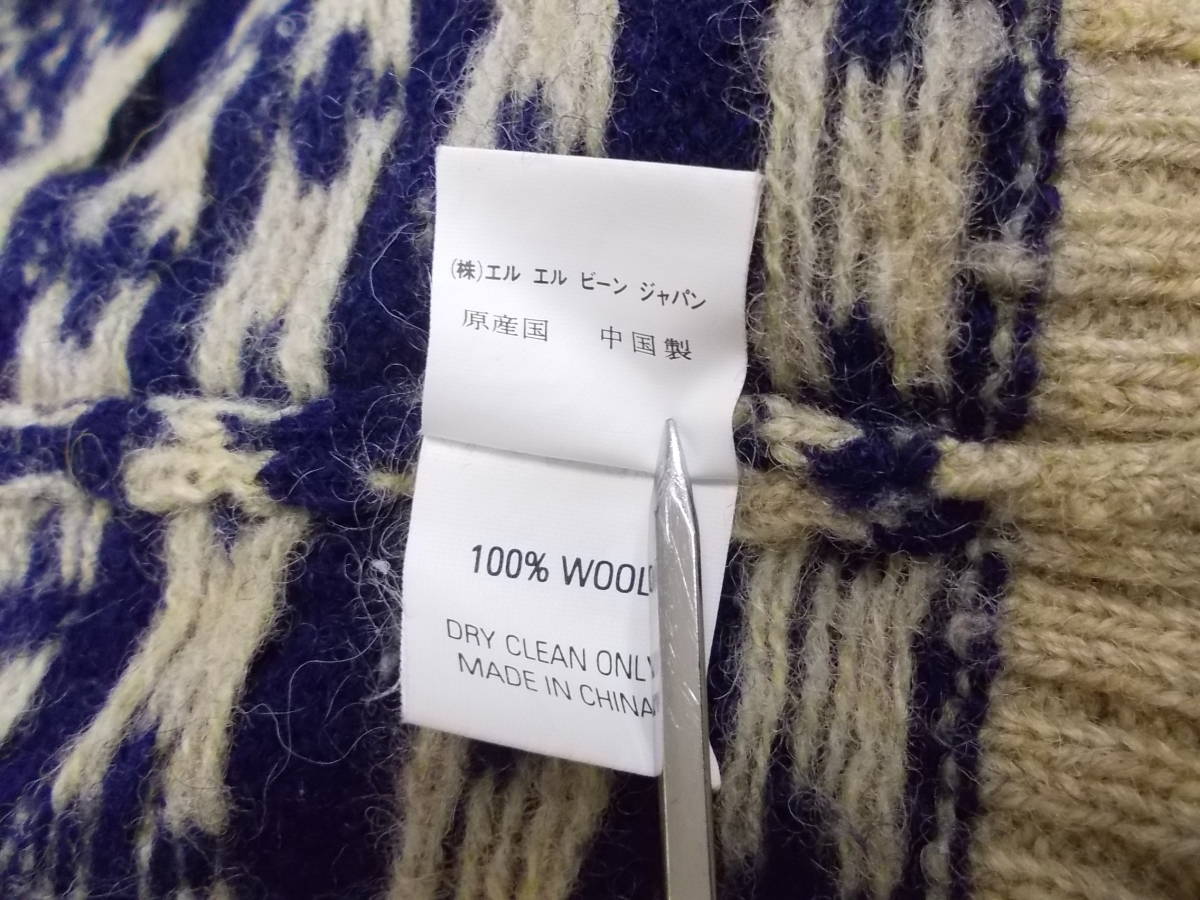 (株)エル エル ビーン ジャパン
原産国 中国製
100% WOOL
DRY CLEAN ONLY
MADE IN CHINA